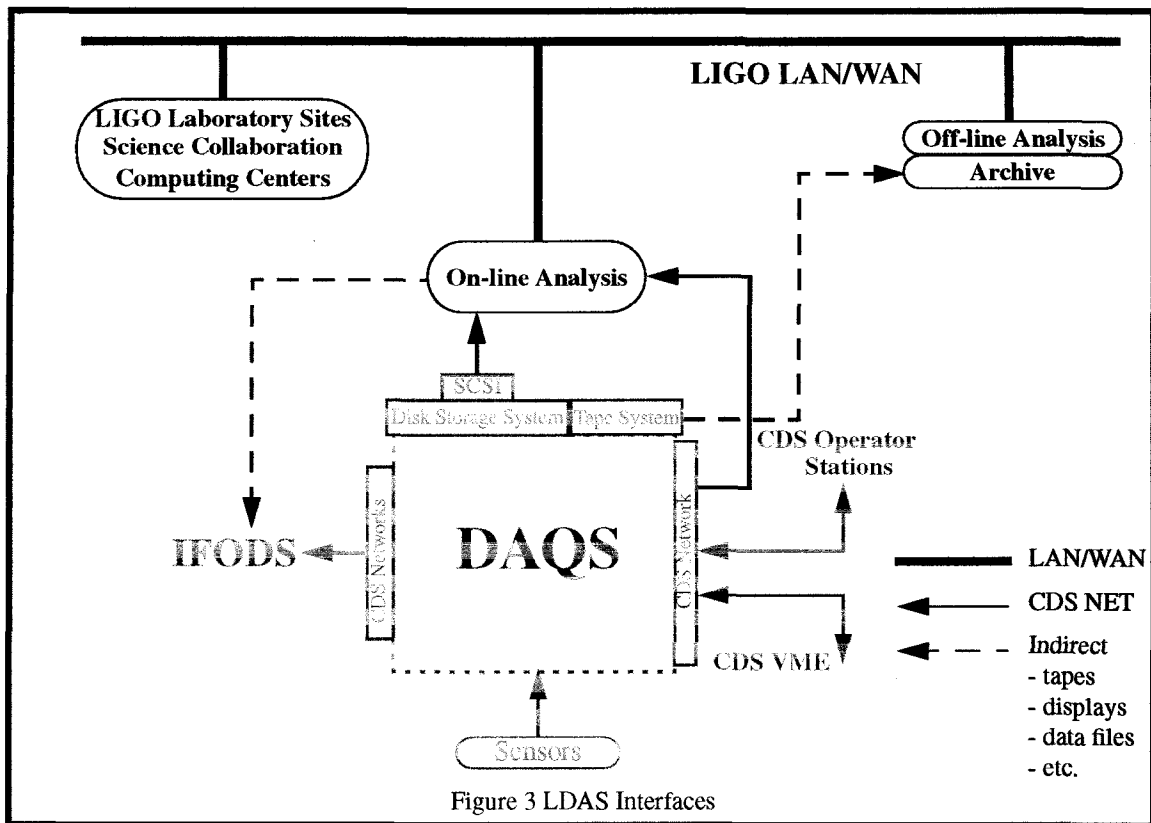 LIGO LAN/WAN
LIGO Laboratory Sites
Science Collaboration
Computing Centers
Off-line Analysis
Archive
On-line Analysis
SCSI
Disk Storage System
Tape System
CDS Operator
Stations
CDS Networks
DAQS
CDS Network
IFODS
CDS VME
Sensors
LAN/WAN
CDS NET
Indirect
- tapes
- displays
- data files
- etc.
Figure 3 LDAS Interfaces